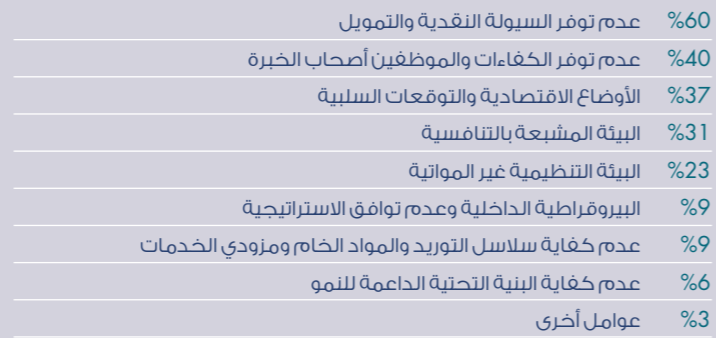 %60 عدم توفر السيولة النقدية والتمويل
%40 عدم توفر الكفاءات والموظفين أصحاب الخبرة
%37 الأوضاع الاقتصادية والتوقعات السلبية
%31 البيئة المشبعة بالتنافسية
%23 البيئة التنظيمية غير المواتية
%9 البيروقراطية الداخلية وعدم توافق الاستراتيجية
%9 عدم كفاية سلاسل التوريد والمواد الخام ومزودي الخدمات
%6 عدم كفاية البنية التحتية الداعمة للنمو
%3 عوامل أخرى